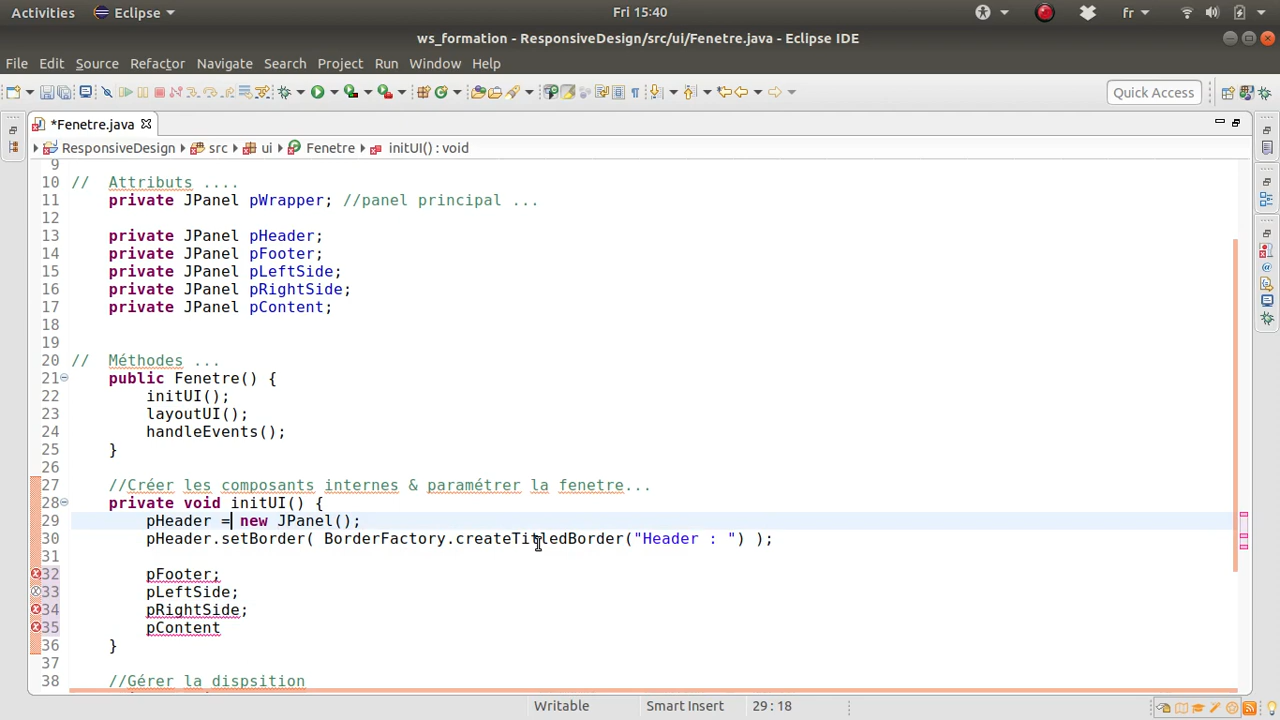 Activities Eclipse Fri 15:40 fr
ws_formation - ResponsiveDesign/src/ui/Fenetre.java - Eclipse IDE
File Edit Source Refactor Navigate Search Project Run Window Help
Quick Access
*Fenetre.java
ResponsiveDesign src ui Fenetre initUI() : void
9
10 // Attributs ....
11 private JPanel pWrapper; //panel principal ...
12
13 private JPanel pHeader;
14 private JPanel pFooter;
15 private JPanel pLeftSide;
16 private JPanel pRightSide;
17 private JPanel pContent;
18
19
20 // Méthodes ...
21 public Fenetre() {
22 initUI();
23 layoutUI();
24 handleEvents();
25 }
26
27 //Créer les composants internes & paramétrer la fenetre...
28 private void initUI() {
29 pHeader = new JPanel();
30 pHeader.setBorder( BorderFactory.createTitledBorder("Header : ") );
31
32 pFooter;
33 pLeftSide;
34 pRightSide;
35 pContent
36 }
37
38 //Gérer la dispsition
Writable Smart Insert 29 : 18